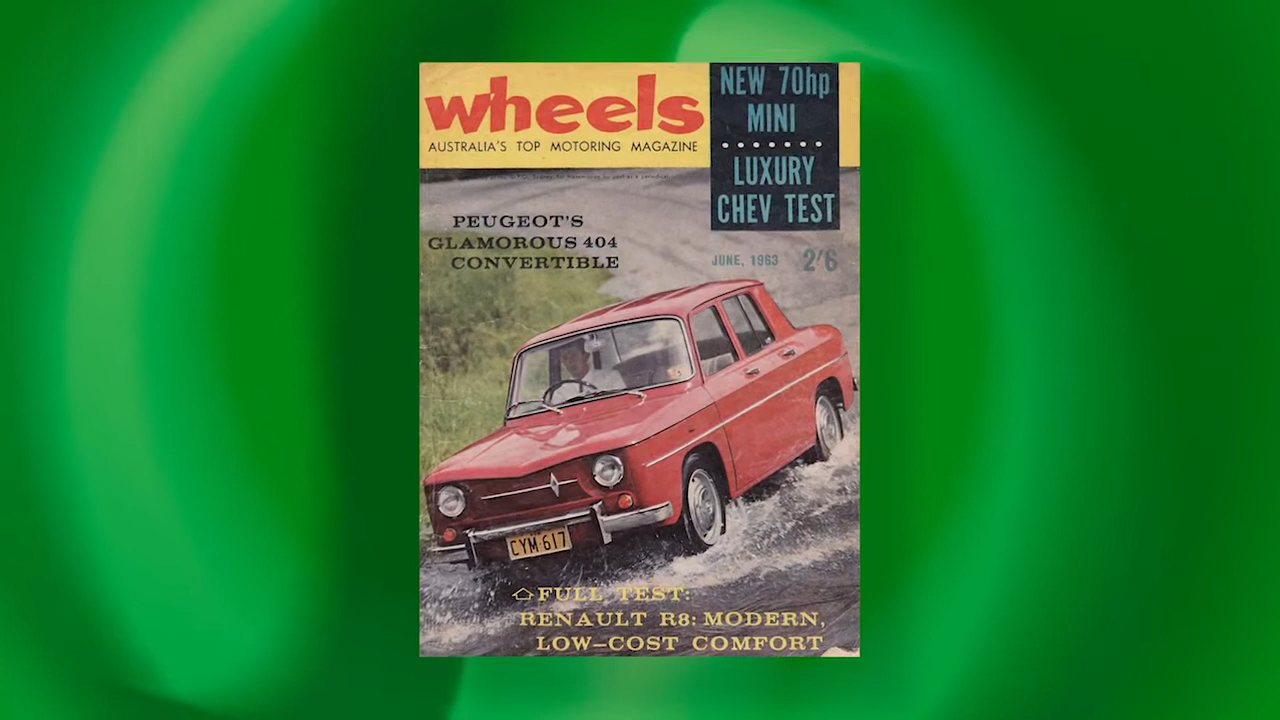 wheels
AUSTRALIA'S TOP MOTORING MAGAZINE
NEW 70hp
MINI
LUXURY
CHEV TEST
PEUGEOT'S
GLAMOROUS 404
CONVERTIBLE
JUNE, 1963 2'6
CYM·617
FULL TEST:
RENAULT R8: MODERN,
LOW–COST COMFORT